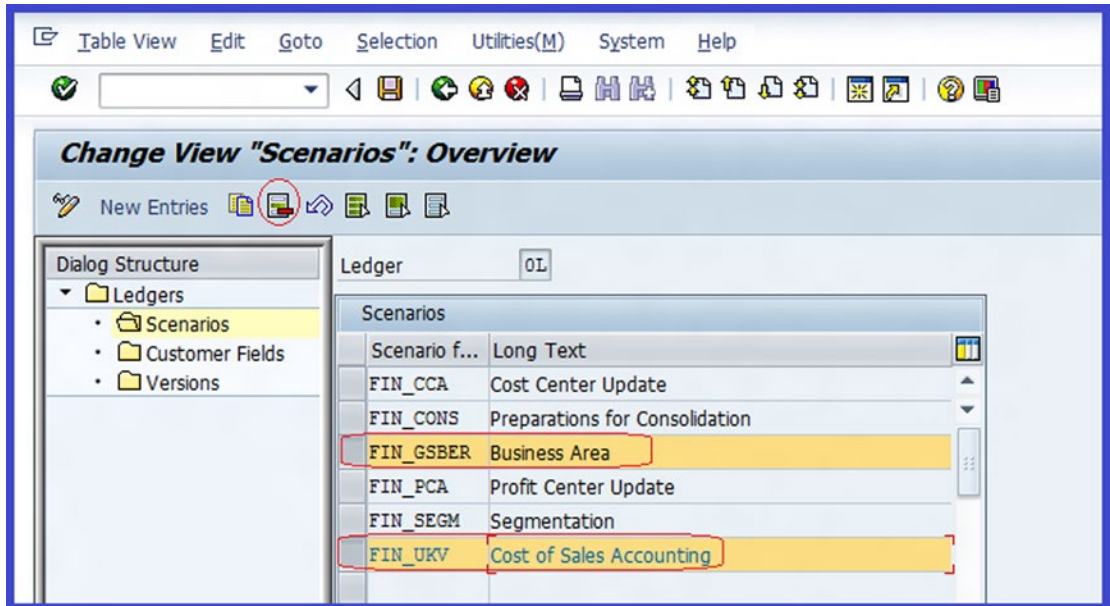 Table View Edit Goto Selection Utilities(M) System Help
Change View "Scenarios": Overview
New Entries
Dialog Structure
Ledgers
Scenarios
Customer Fields
Versions
Ledger 0L
Scenarios
Scenario f... Long Text
FIN_CCA Cost Center Update
FIN_CONS Preparations for Consolidation
FIN_GSBER Business Area
FIN_PCA Profit Center Update
FIN_SEGM Segmentation
FIN_UKV Cost of Sales Accounting